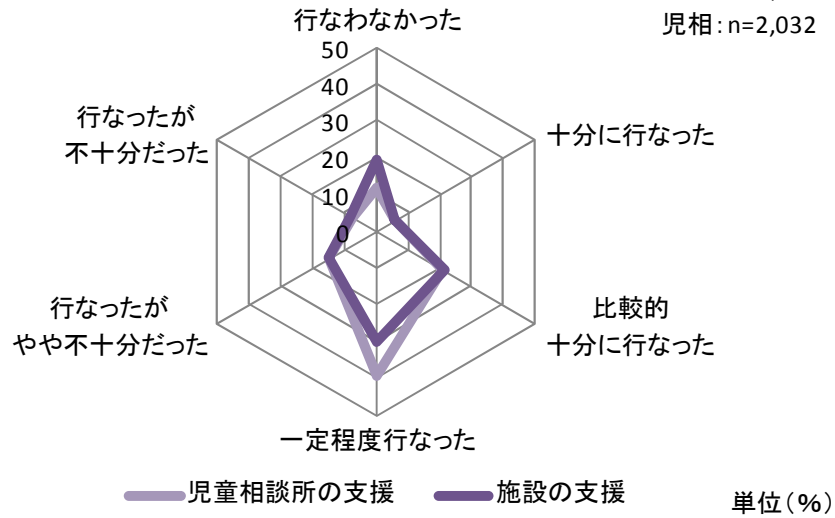 行なわなかった
児相：n=2,032
50
40
30
20
10
0
行なったが
不十分だった
十分に行なった
行なったが
やや不十分だった
比較的
十分に行なった
一定程度行なった
児童相談所の支援
施設の支援
単位（%）